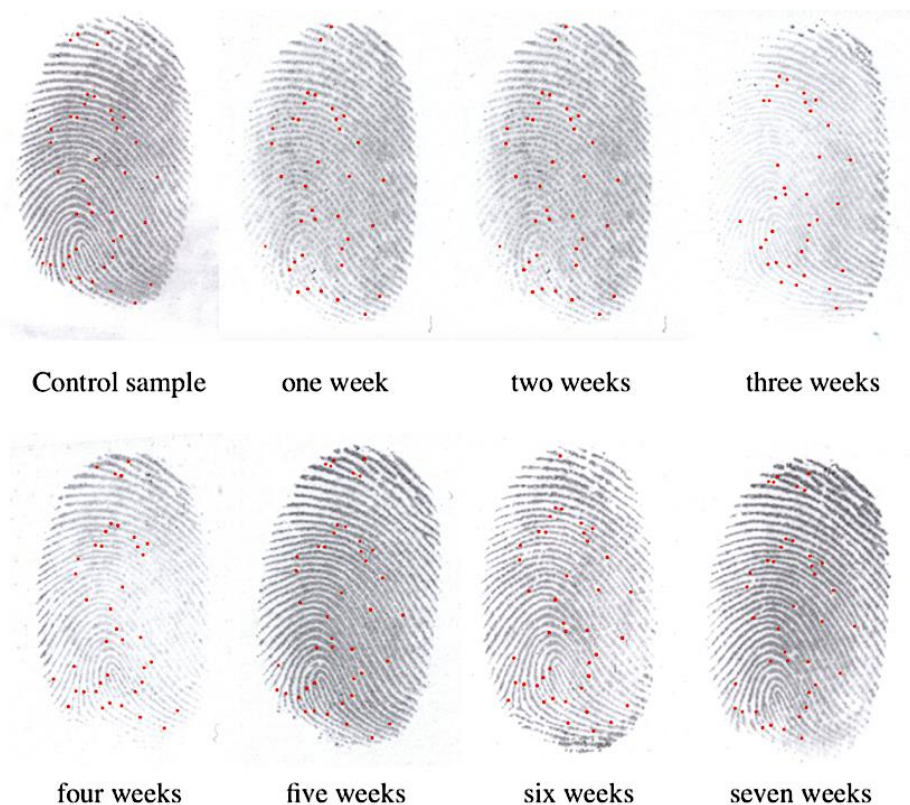 Control sample
one week
two weeks
three weeks
four weeks
five weeks
six weeks
seven weeks